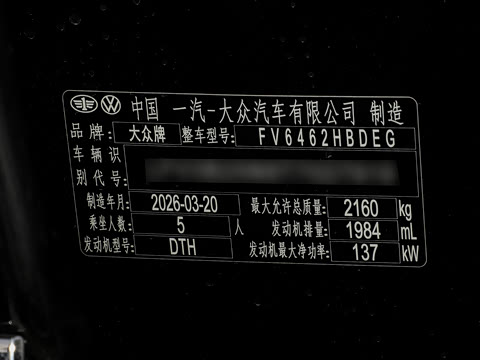 中国 一汽-大众汽车有限公司 制造
品牌: 大众牌 整车型号: FV6462HBDEG
车辆识
别代号:
制造年月: 2026-03-20 最大允许总质量: 2160 kg
乘坐人数: 5 人 发动机排量: 1984 mL
发动机型号: DTH 发动机最大净功率: 137 kW